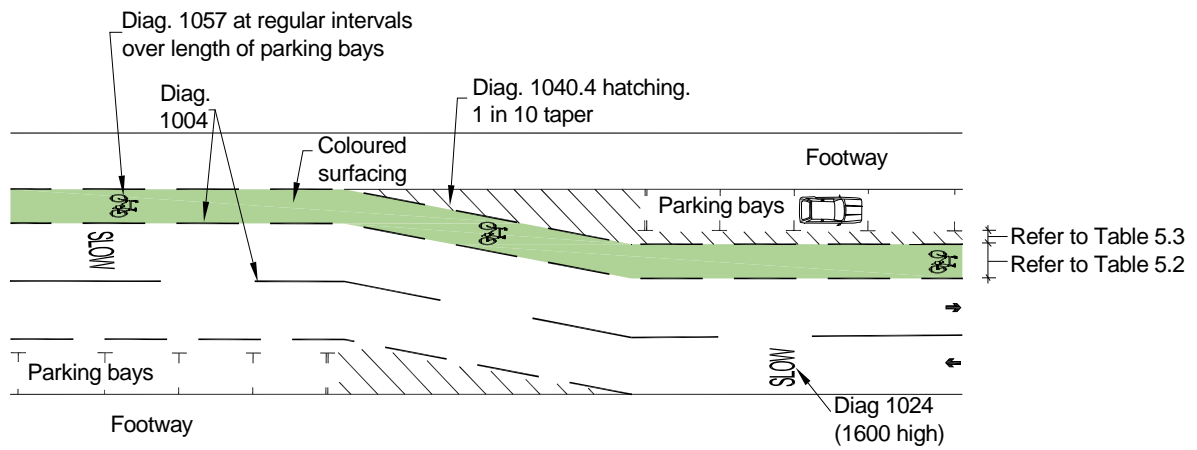 Diag. 1057 at regular intervals
over length of parking bays
Diag.
1004
Diag. 1040.4 hatching.
1 in 10 taper
Coloured
surfacing
Footway
Parking bays
SLOW
Refer to Table 5.3
Refer to Table 5.2
Parking bays
SLOW
Footway
Diag 1024
(1600 high)